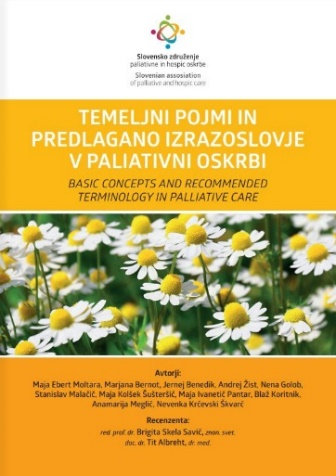 Slovensko združenje
paliativne in hospic oskrbe
Slovenian assosiation
of palliative and hospic care
TEMELJNI POJMI IN
PREDLAGANO IZRAZOSLOVJE
V PALIATIVNI OSKRBI
BASIC CONCEPTS AND RECOMMENDED
TERMINOLOGY IN PALLIATIVE CARE
Avtorji:
Maja Ebert Moltara, Marjana Bernot, Jernej Benedik, Andrej Žist, Nena Golob,
Stanislav Malačič, Maja Kolšek Šušteršič, Maja Ivanetič Pantar, Blaž Koritnik,
Anamarija Meglič, Nevenka Krčevski Škvarč
Recenzenta:
red. prof. dr. Brigita Skela Savič, znan. svet.
doc. dr. Tit Albreht, dr. med.